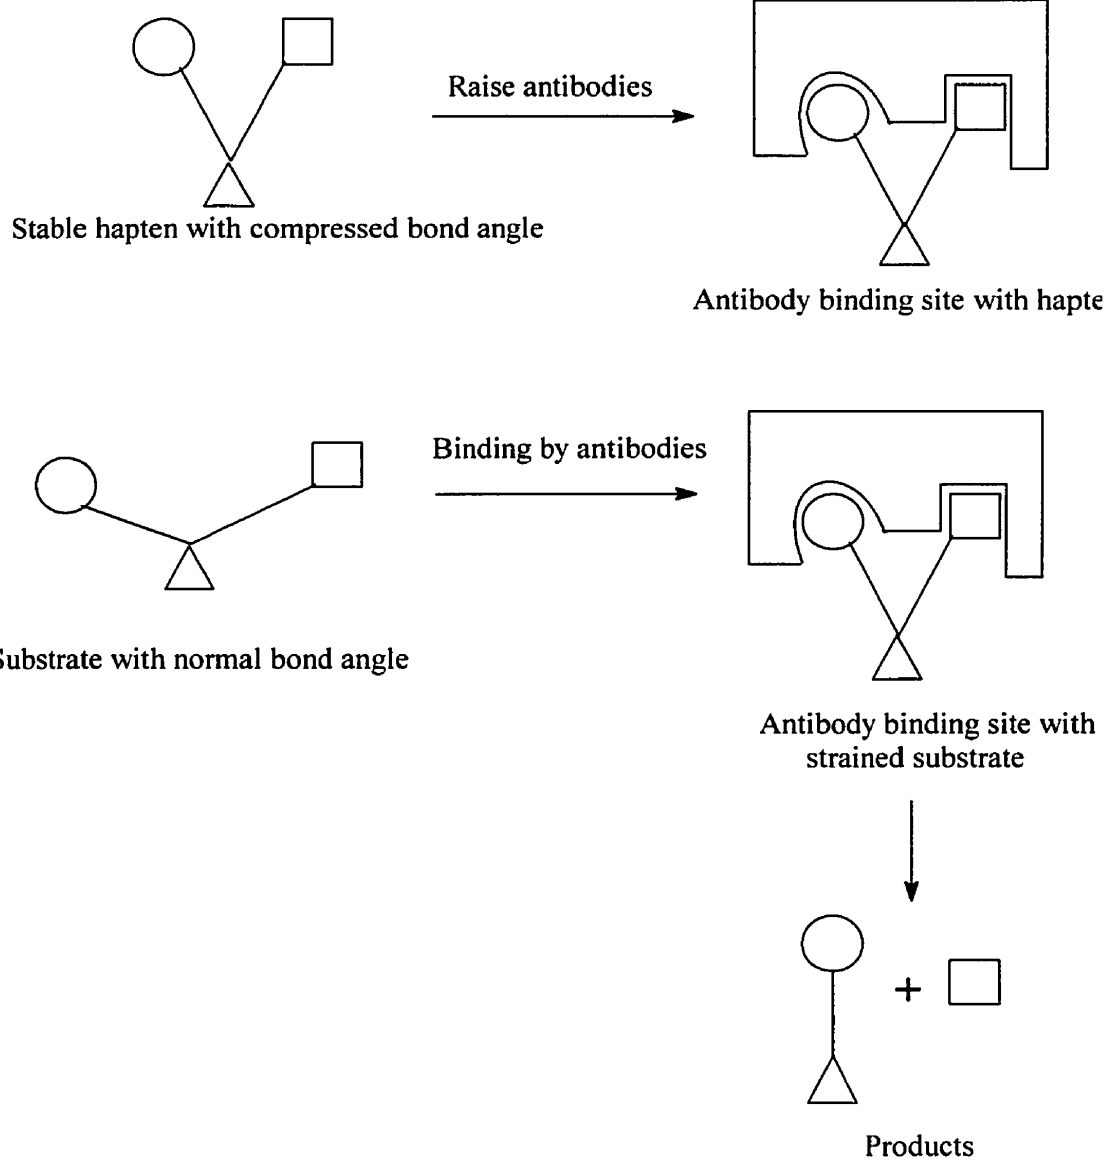 Raise antibodies
Stable hapten with compressed bond angle
Antibody binding site with hapte
Binding by antibodies
Substrate with normal bond angle
Antibody binding site with
strained substrate
+
Products